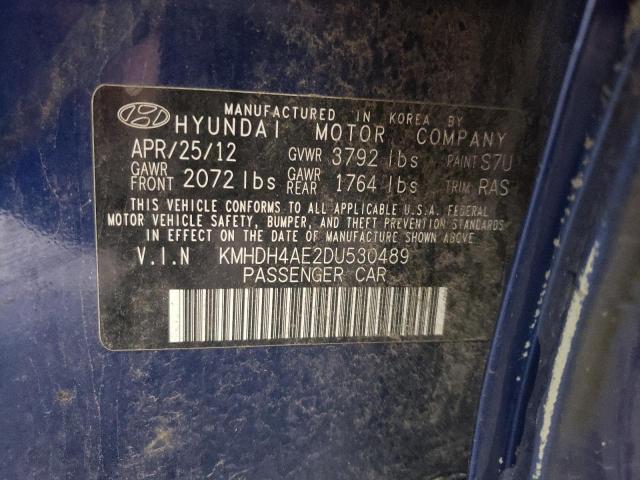 MANUFACTURED IN KOREA BY
HYUNDAI MOTOR COMPANY
APR/25/12 GVWR 3792 lbs PAINT S7U
GAWR FRONT 2072 lbs GAWR REAR 1764 lbs TRIM RAS
THIS VEHICLE CONFORMS TO ALL APPLICABLE U.S.A. FEDERAL
MOTOR VEHICLE SAFETY, BUMPER, AND THEFT PREVENTION STANDARDS
IN EFFECT ON THE DATE OF MANUFACTURE SHOWN ABOVE
V.I.N KMHDH4AE2DU530489
PASSENGER CAR